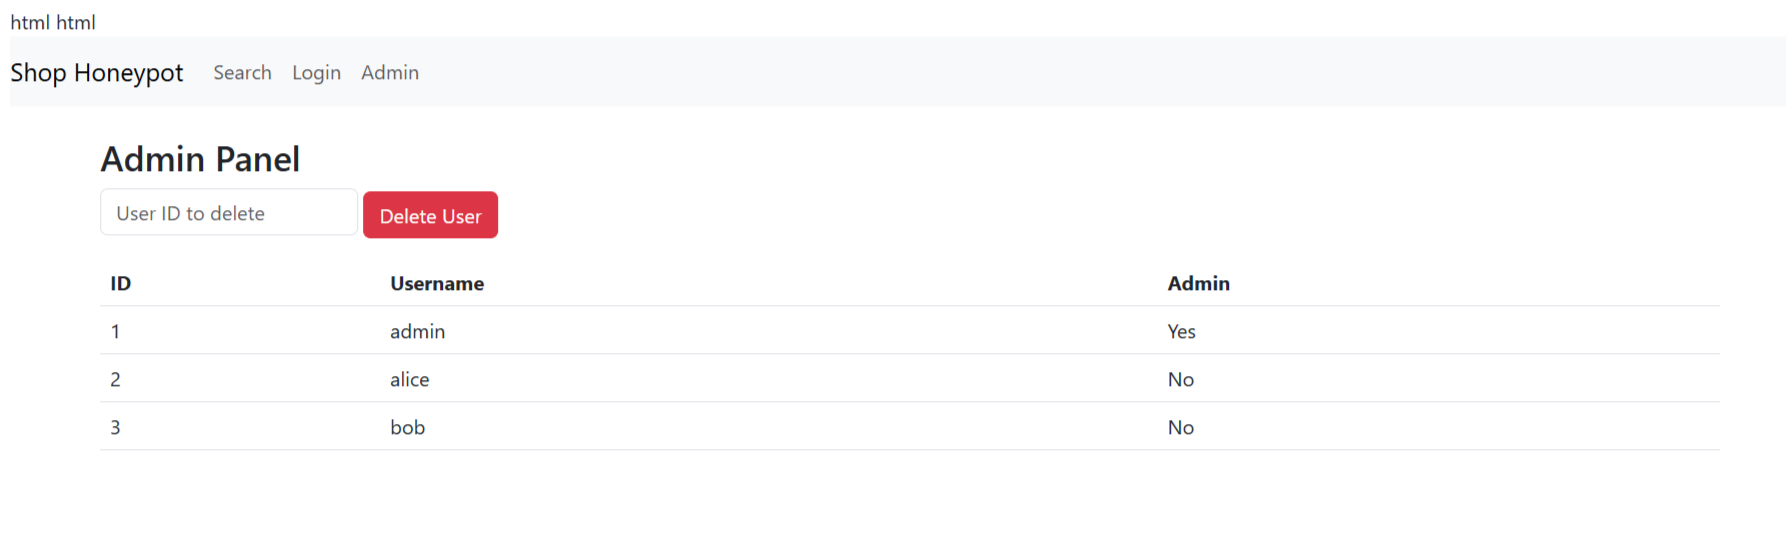 html html
Shop Honeypot Search Login Admin
Admin Panel
User ID to delete Delete User
ID Username Admin
1 admin Yes
2 alice No
3 bob No